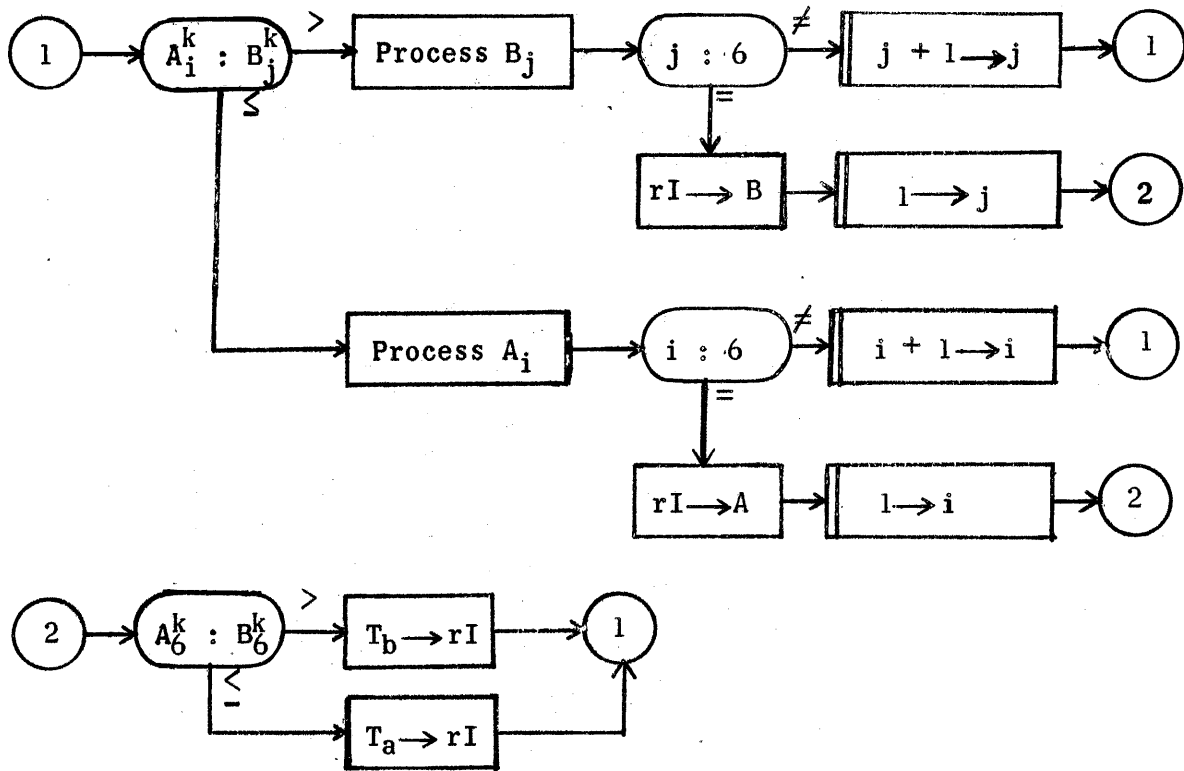 1
A_i^k : B_j^k
>
≤
Process B_j
j : 6
≠
=
j + 1 → j
1
rI → B
1 → j
2
Process A_i
i : 6
≠
=
i + 1 → i
1
rI → A
1 → i
2
2
A_6^k : B_6^k
>
≤
T_b → rI
1
T_a → rI